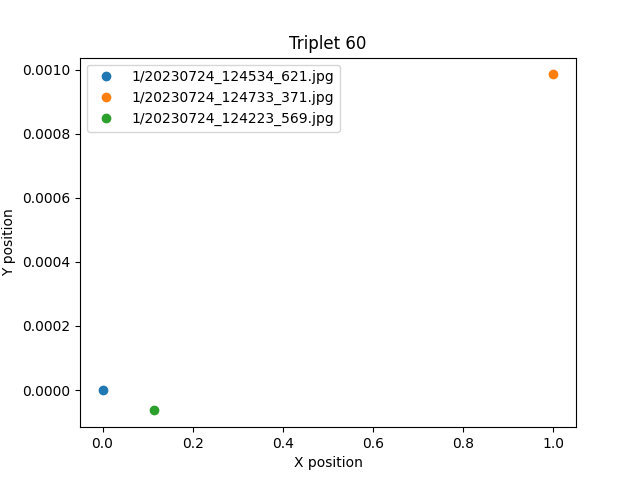 Triplet 60
1/20230724_124534_621.jpg
1/20230724_124733_371.jpg
1/20230724_124223_569.jpg
0.0010
0.0008
0.0006
0.0004
0.0002
0.0000
Y position
0.0 0.2 0.4 0.6 0.8 1.0
X position